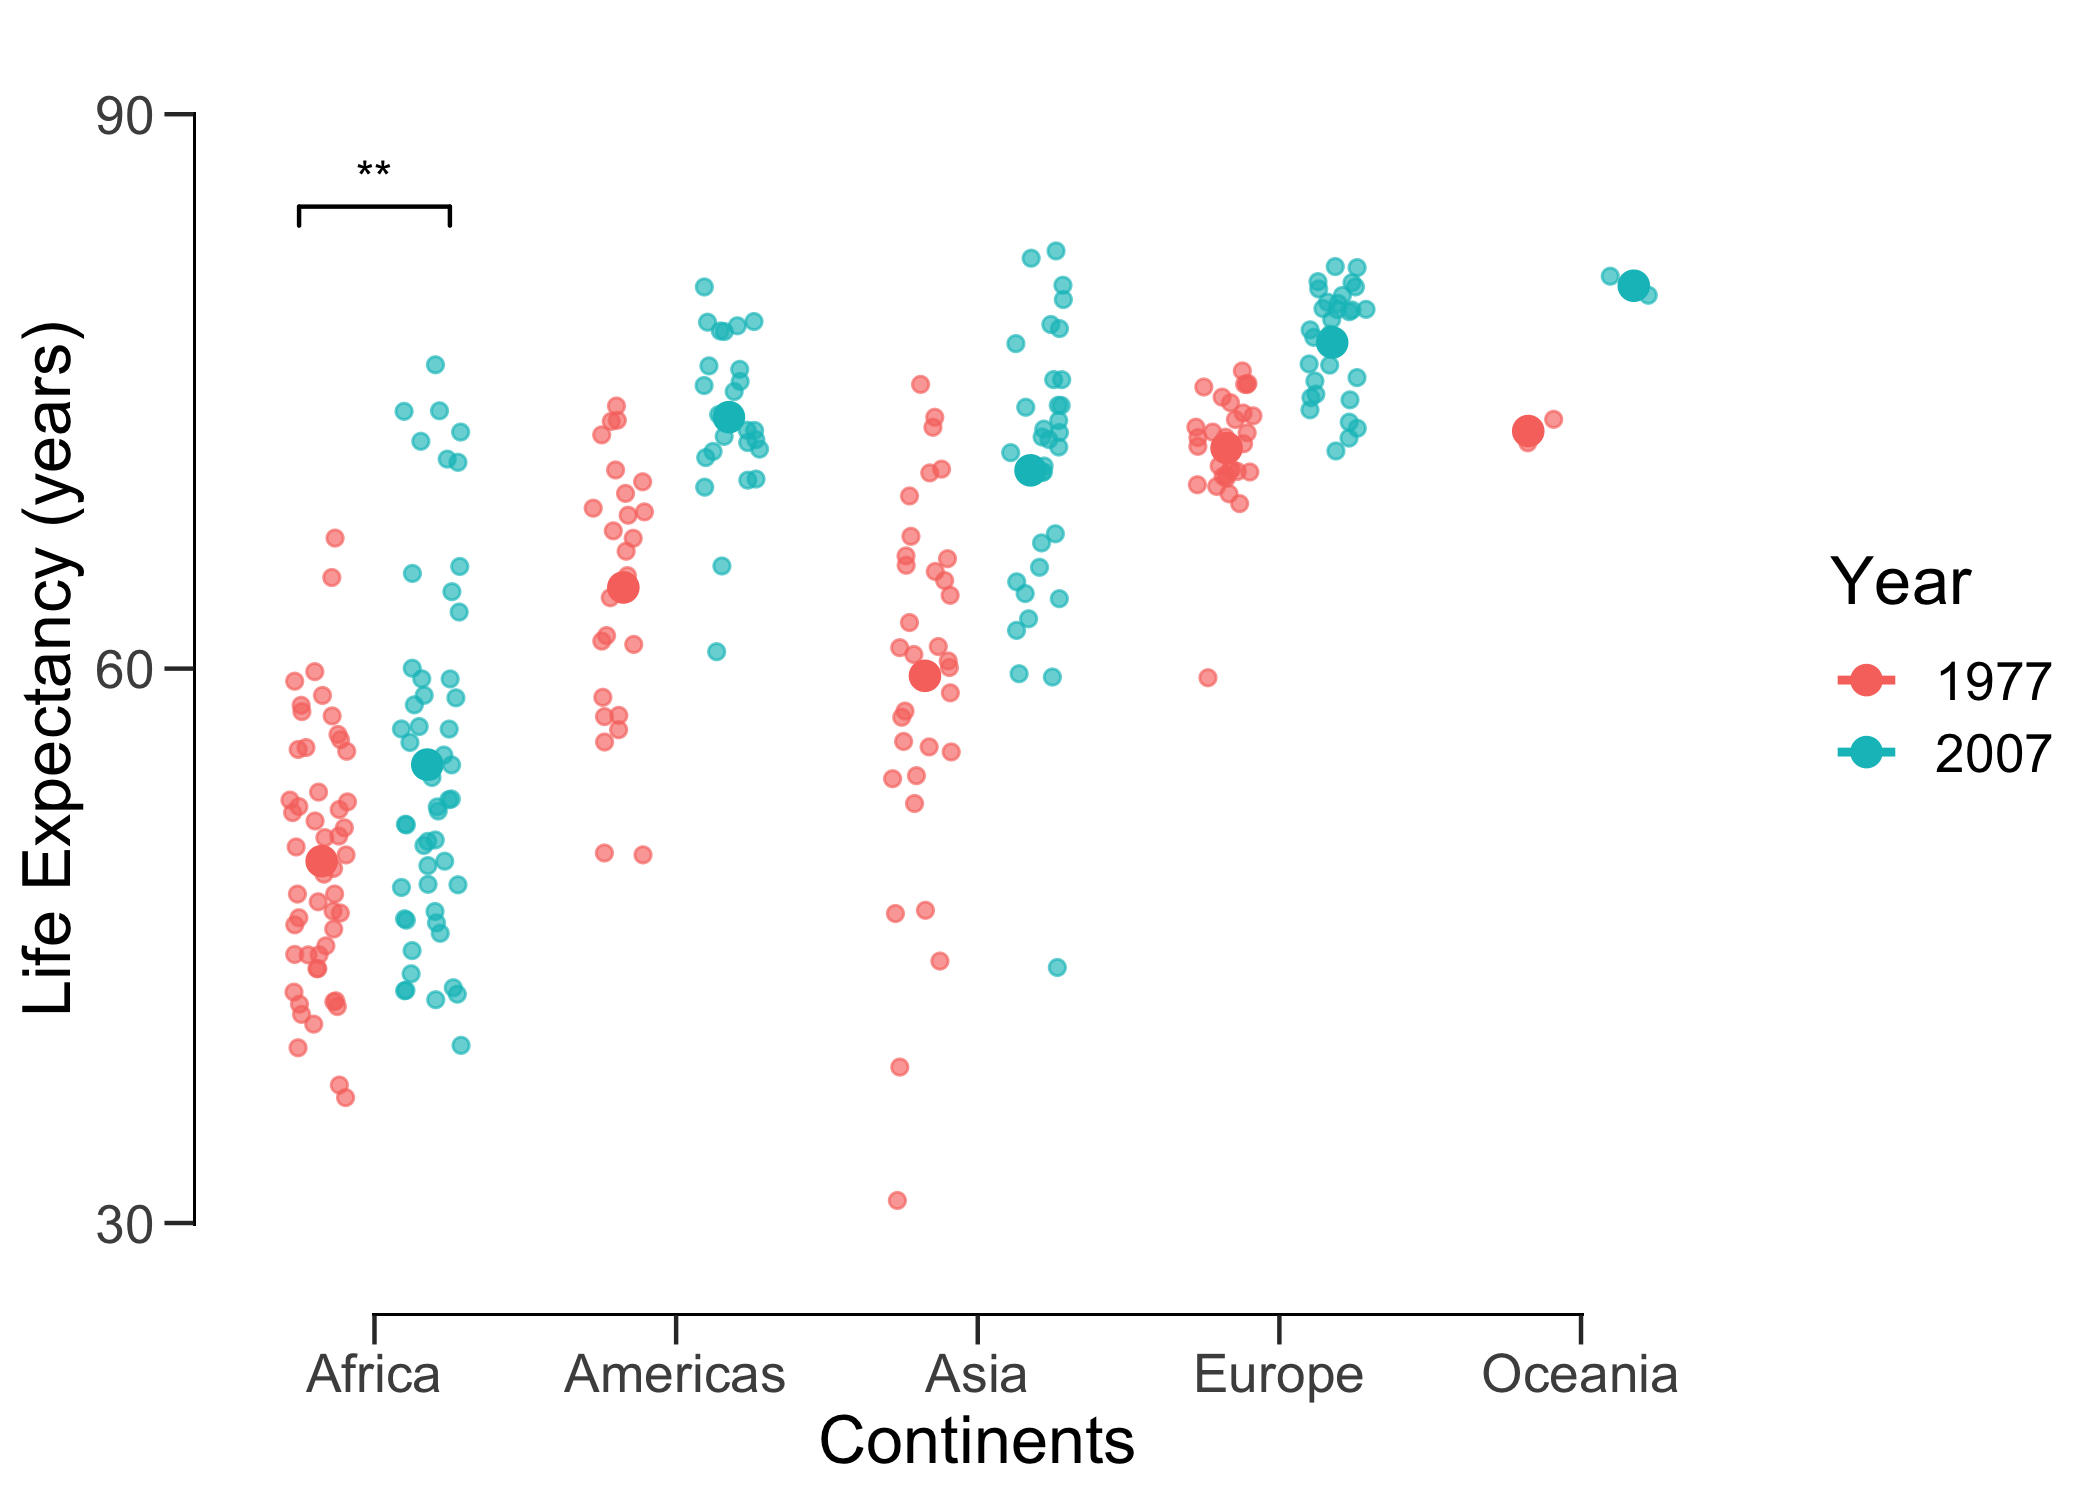 90
**
60
30
Life Expectancy (years)
Africa
Americas
Asia
Europe
Oceania
Continents
Year
1977
2007